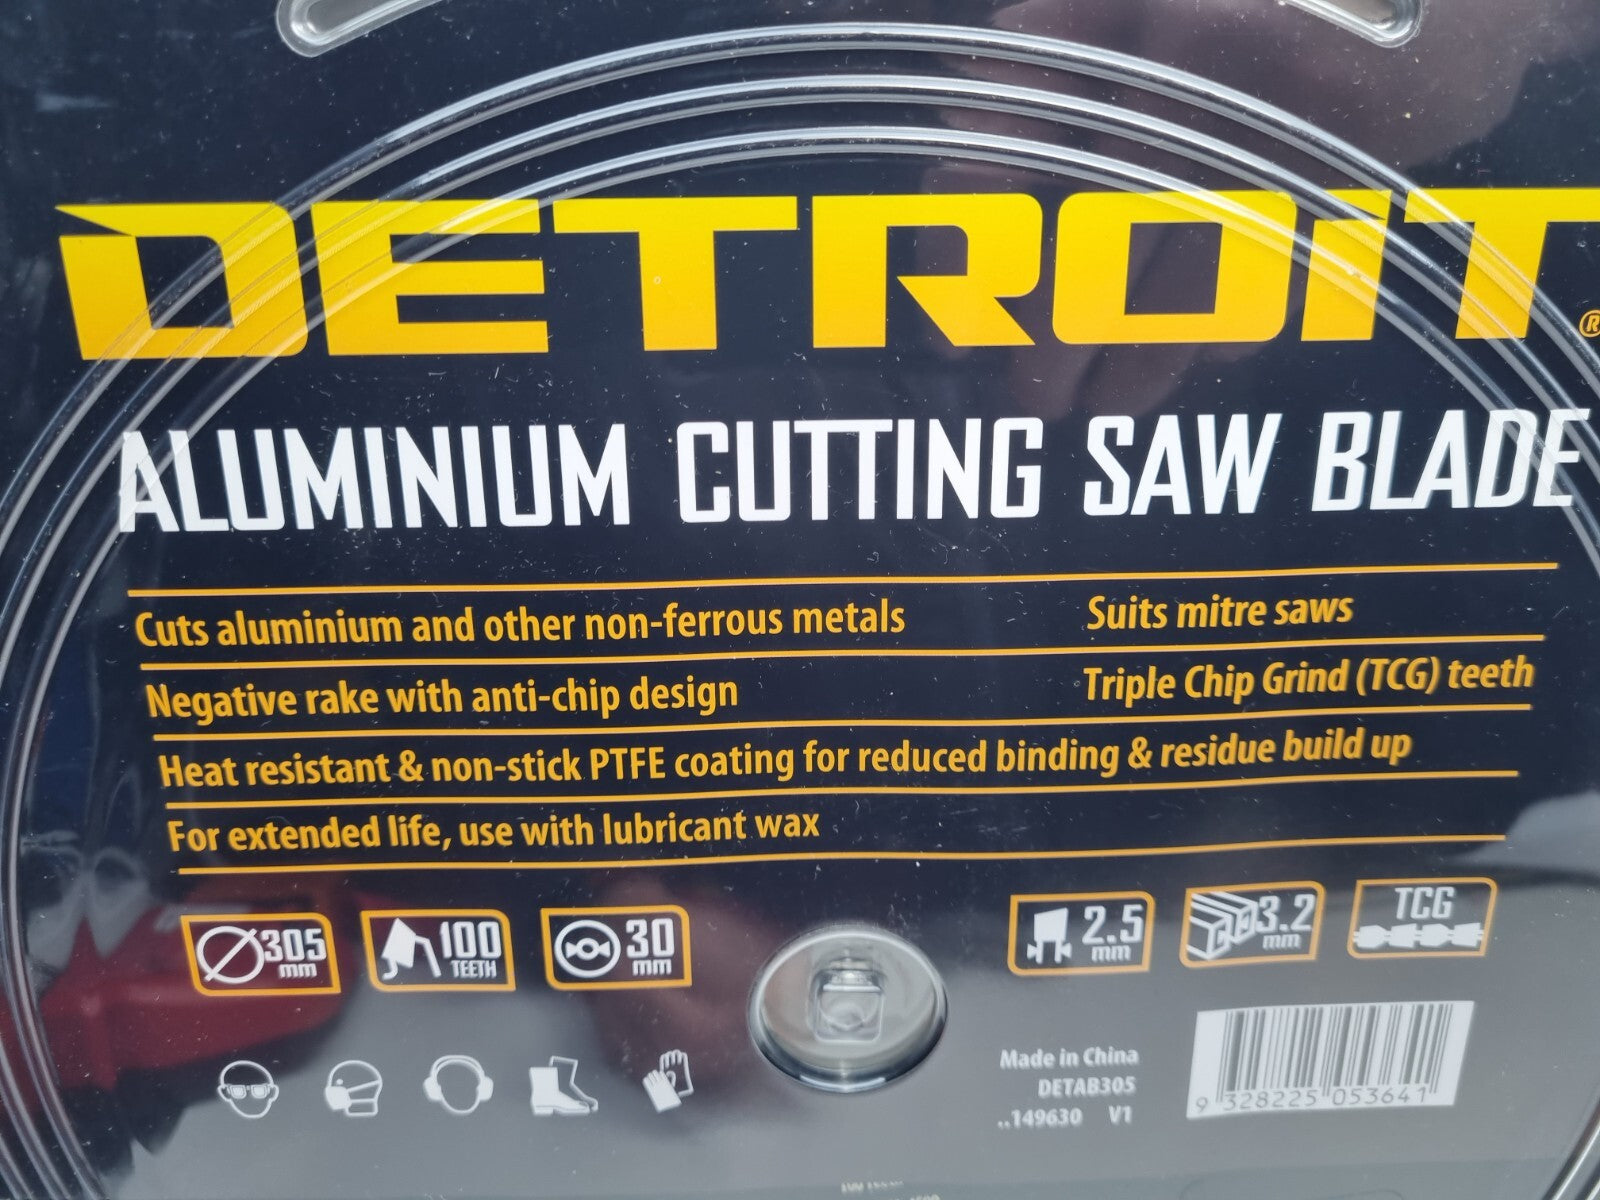 DETROIT®
ALUMINIUM CUTTING SAW BLADE
Cuts aluminium and other non-ferrous metals
Suits mitre saws
Negative rake with anti-chip design
Triple Chip Grind (TCG) teeth
Heat resistant & non-stick PTFE coating for reduced binding & residue build up
For extended life, use with lubricant wax
305 mm
100 TEETH
30 mm
2.5 mm
3.2 mm
TCG
Made in China
DETAB305
..149630 V1
9 328225 053641